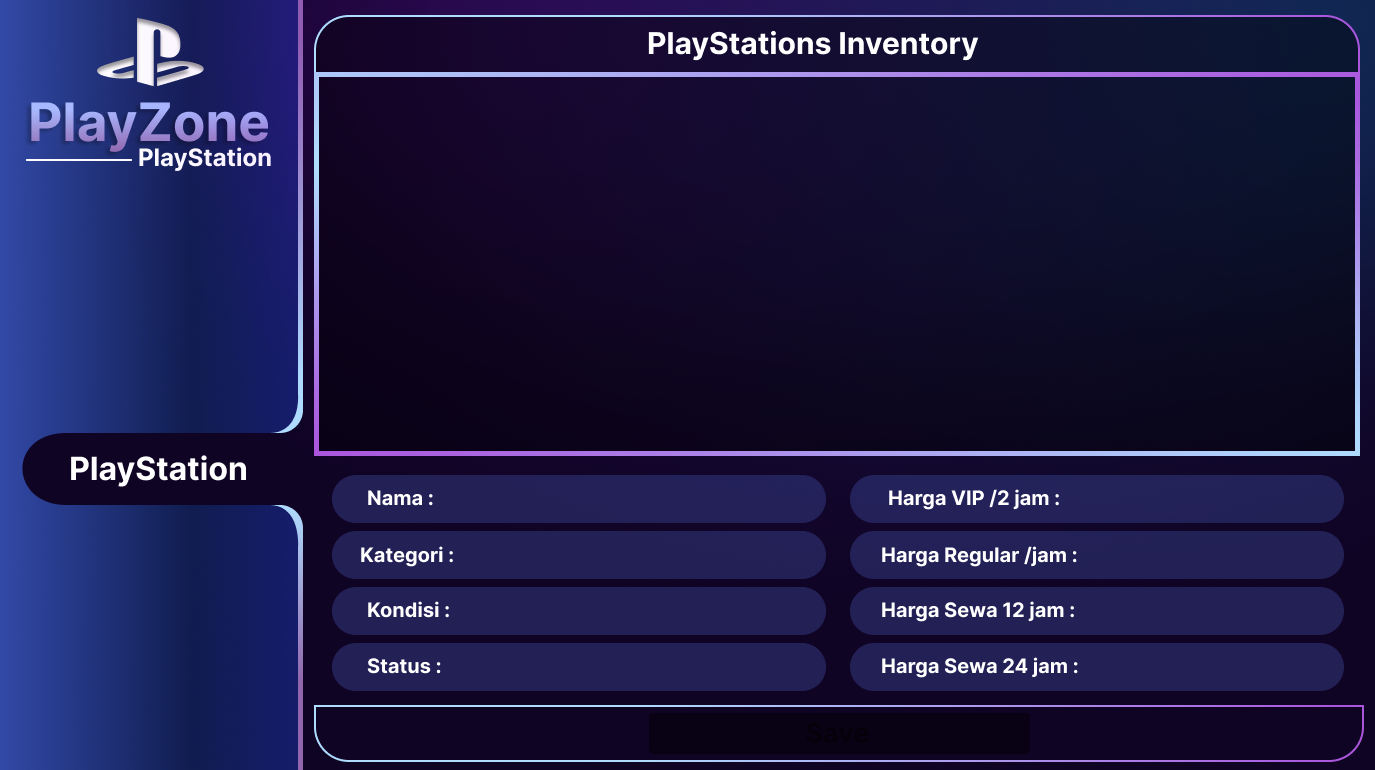 PlayZone
PlayStation
PlayStation
PlayStations Inventory
Nama :
Kategori :
Kondisi :
Status :
Harga VIP /2 jam :
Harga Regular /jam :
Harga Sewa 12 jam :
Harga Sewa 24 jam :
Save